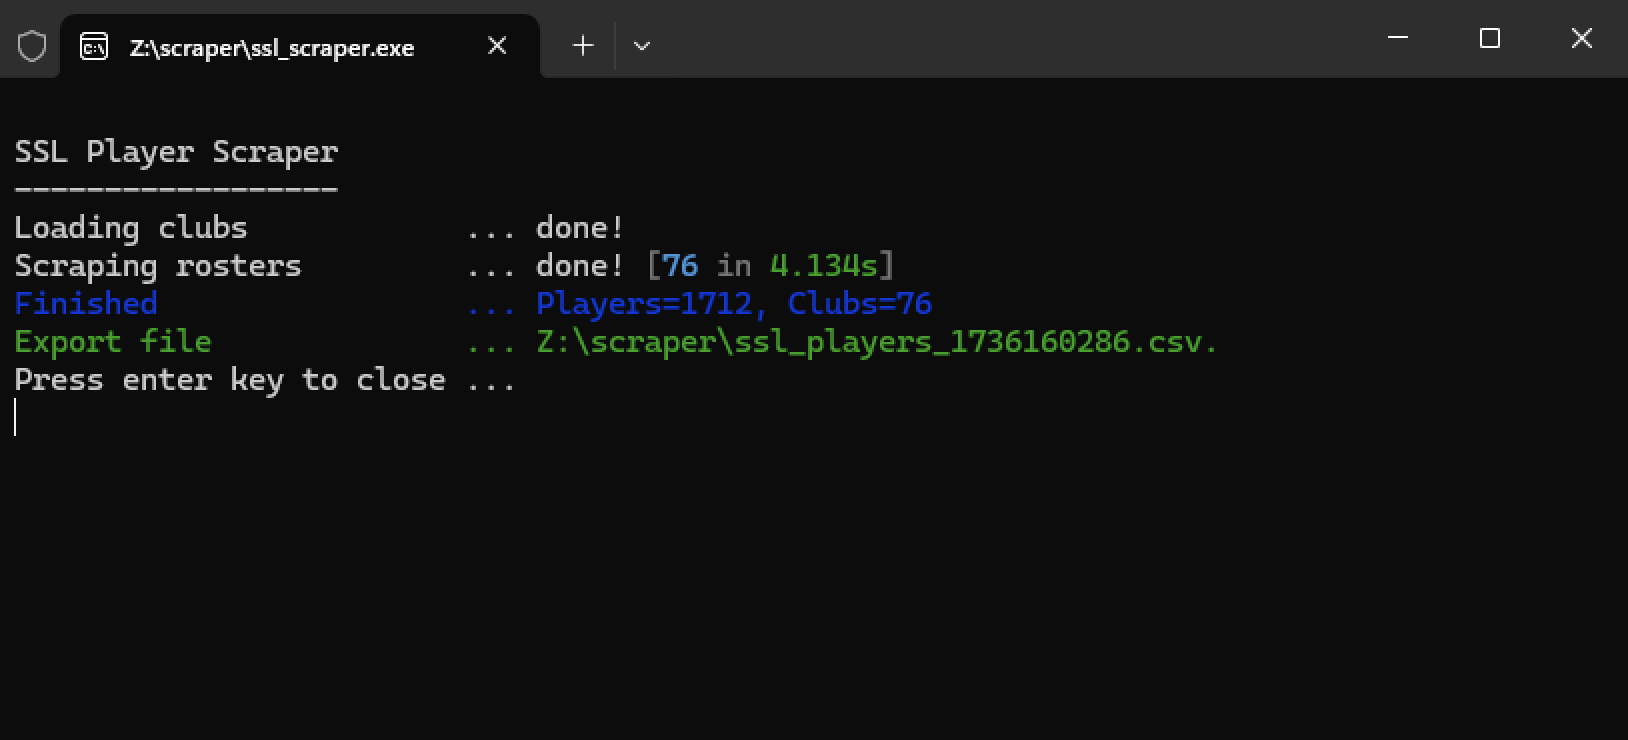 Z:\scraper\ssl_scraper.exe
SSL Player Scraper
------------------
Loading clubs ... done!
Scraping rosters ... done! [76 in 4.134s]
Finished ... Players=1712, Clubs=76
Export file ... Z:\scraper\ssl_players_1736160286.csv.
Press enter key to close ...